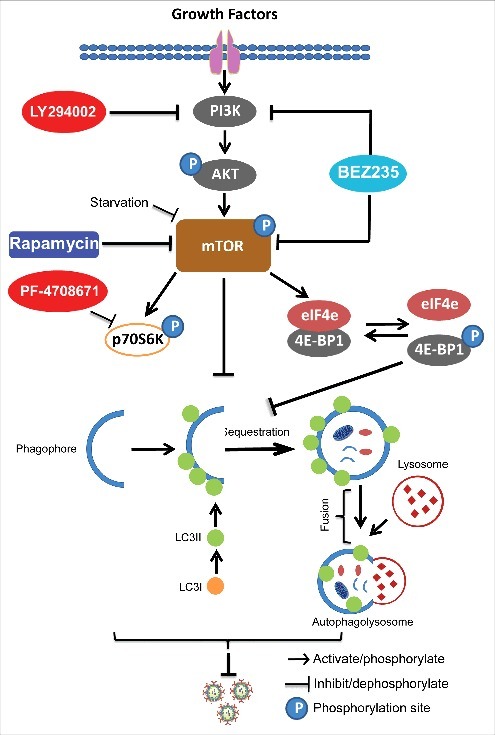 Growth Factors
LY294002
PI3K
P
AKT
BEZ235
Starvation
P
mTOR
Rapamycin
PF-4708671
P
p70S6K
eIF4e
4E-BP1
eIF4e
P
4E-BP1
Phagophore
Sequestration
Lysosome
LC3II
Fusion
LC3I
Autophagolysosome
Activate/phosphorylate
Inhibit/dephosphorylate
P Phosphorylation site